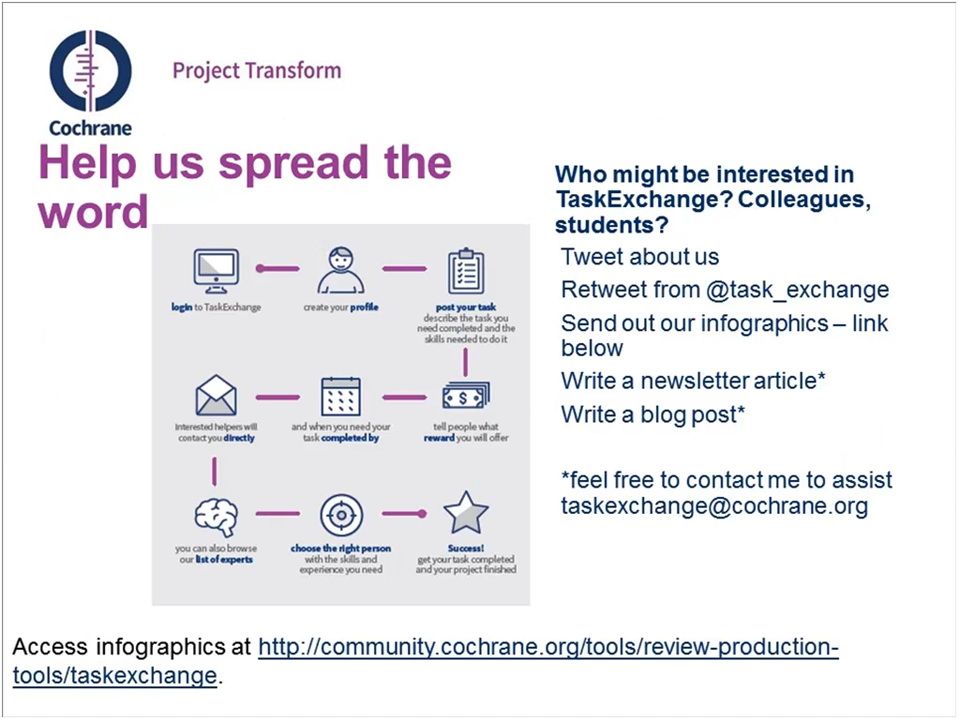 Cochrane
Project Transform
Help us spread the
word
login to TaskExchange
create your profile
post your task
describe the task you
need completed and the
skills needed to do it
Interested helpers will
contact you directly
and when you need your
task completed by
tell people what
reward you will offer
you can also browse
our list of experts
choose the right person
with the skills and
experience you need
Success!
get your task completed
and your project finished
Who might be interested in
TaskExchange? Colleagues,
students?
Tweet about us
Retweet from @task_exchange
Send out our infographics – link
below
Write a newsletter article*
Write a blog post*
*feel free to contact me to assist
taskexchange@cochrane.org
Access infographics at http://community.cochrane.org/tools/review-production-
tools/taskexchange.